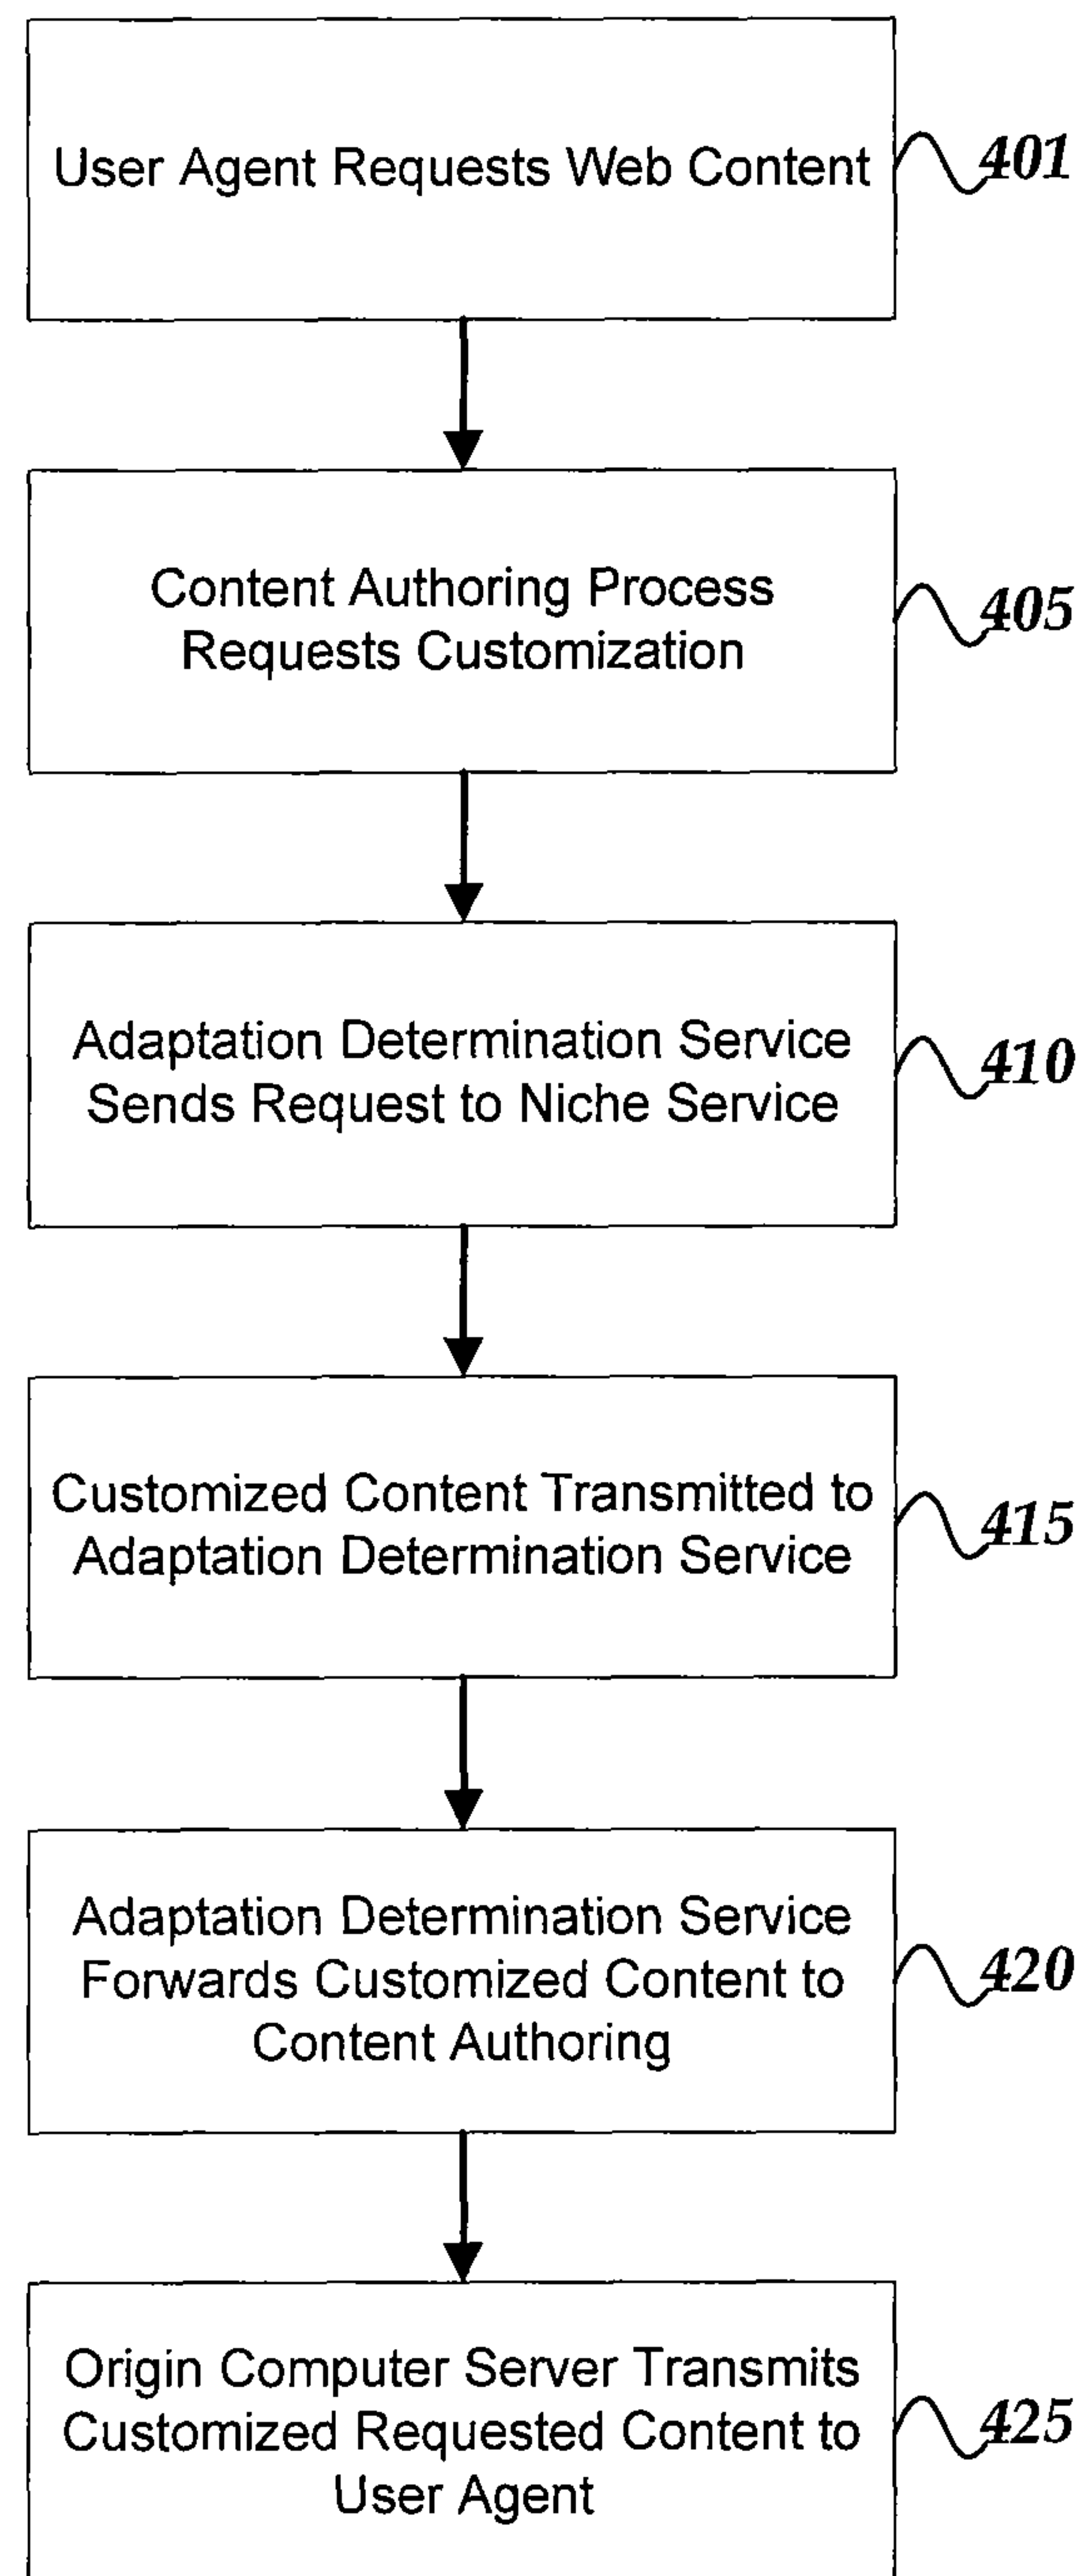 User Agent Requests Web Content
401
Content Authoring Process
Requests Customization
405
Adaptation Determination Service
Sends Request to Niche Service
410
Customized Content Transmitted to
Adaptation Determination Service
415
Adaptation Determination Service
Forwards Customized Content to
Content Authoring
420
Origin Computer Server Transmits
Customized Requested Content to
User Agent
425